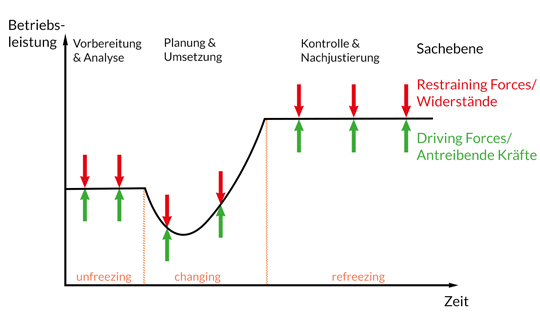 Betriebs-
leistung
Vorbereitung
& Analyse
Planung &
Umsetzung
Kontrolle &
Nachjustierung
Sachebene
Restraining Forces/
Widerstände
Driving Forces/
Antreibende Kräfte
unfreezing
changing
refreezing
Zeit